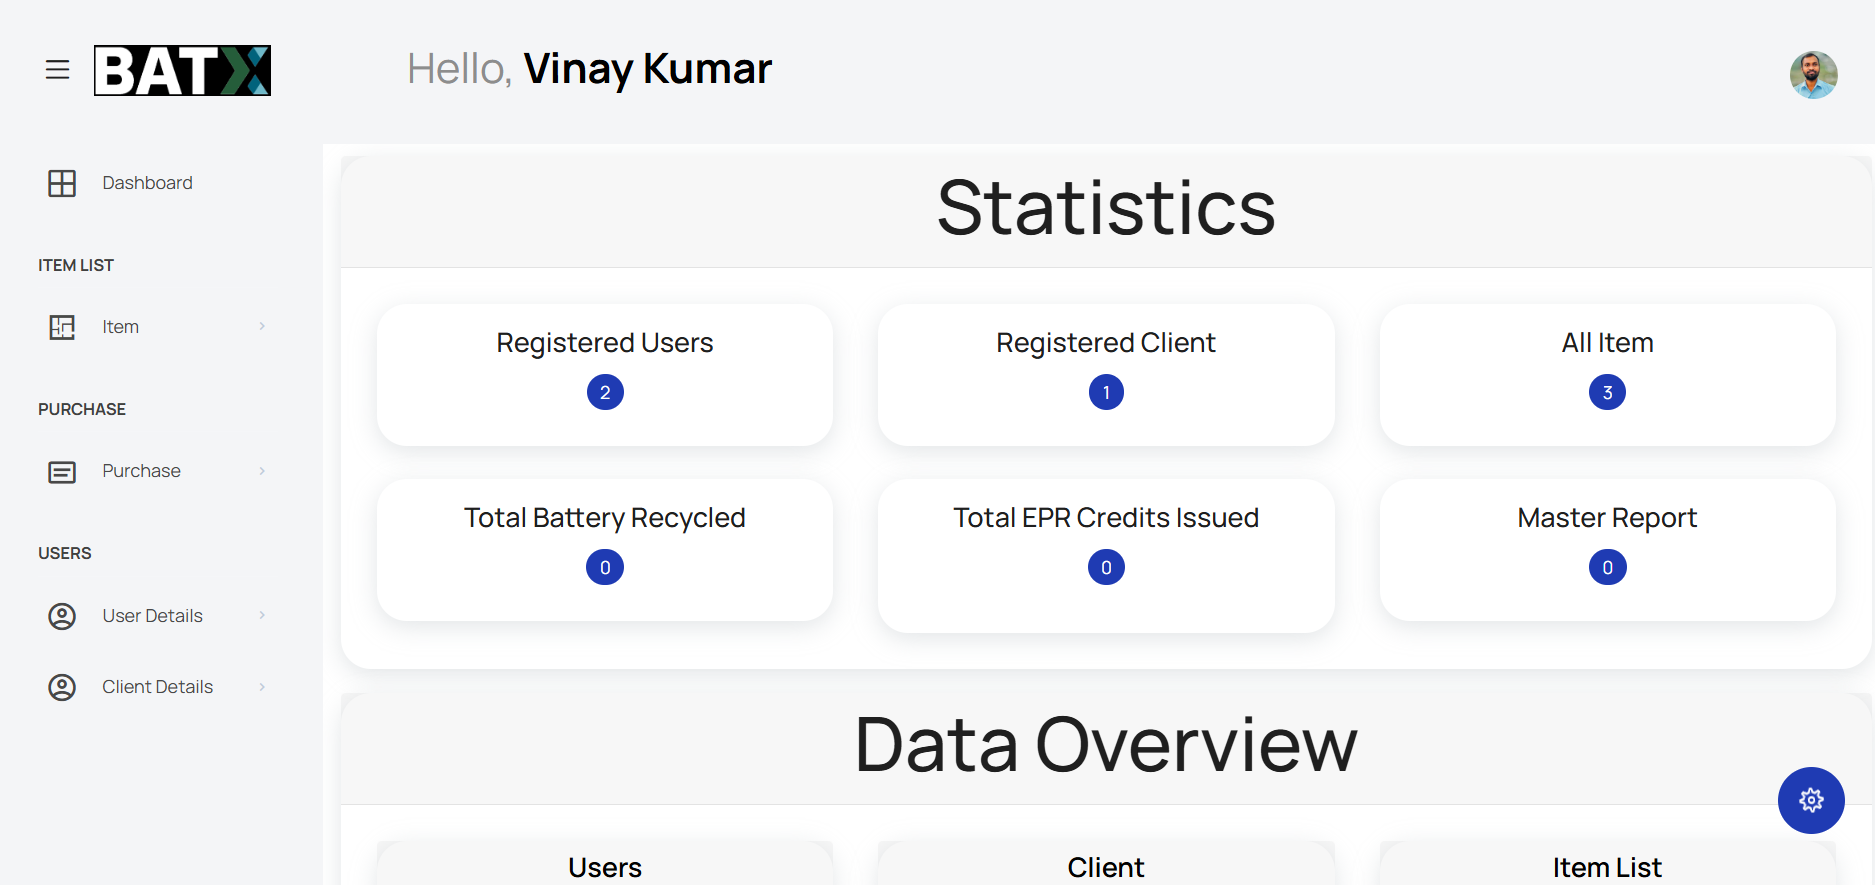 BATX
Hello, Vinay Kumar
Dashboard
ITEM LIST
Item
PURCHASE
Purchase
USERS
User Details
Client Details
Statistics
Registered Users
2
Registered Client
1
All Item
3
Total Battery Recycled
0
Total EPR Credits Issued
0
Master Report
0
Data Overview
Users
Client
Item List